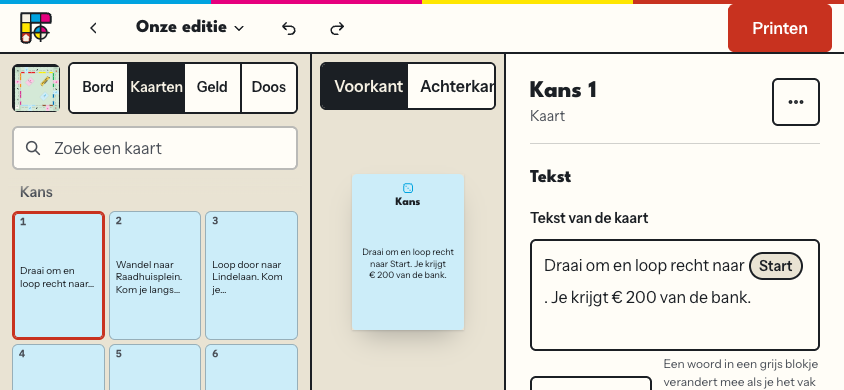 Onze editie
Printen
Bord
Kaarten
Geld
Doos
Zoek een kaart
Kans
1
Draai om en
loop recht naar...
2
Wandel naar
Raadhuisplein.
Kom je langs...
3
Loop door naar
Lindelaan. Kom
je...
4
5
6
Voorkant
Achterkan
Kans
Draai om en loop recht
naar Start. Je krijgt
€ 200 van de bank.
Kans 1
Kaart
...
Tekst
Tekst van de kaart
Draai om en loop recht naar Start
. Je krijgt € 200 van de bank.
Een woord in een grijs blokje
verandert mee als je het vak